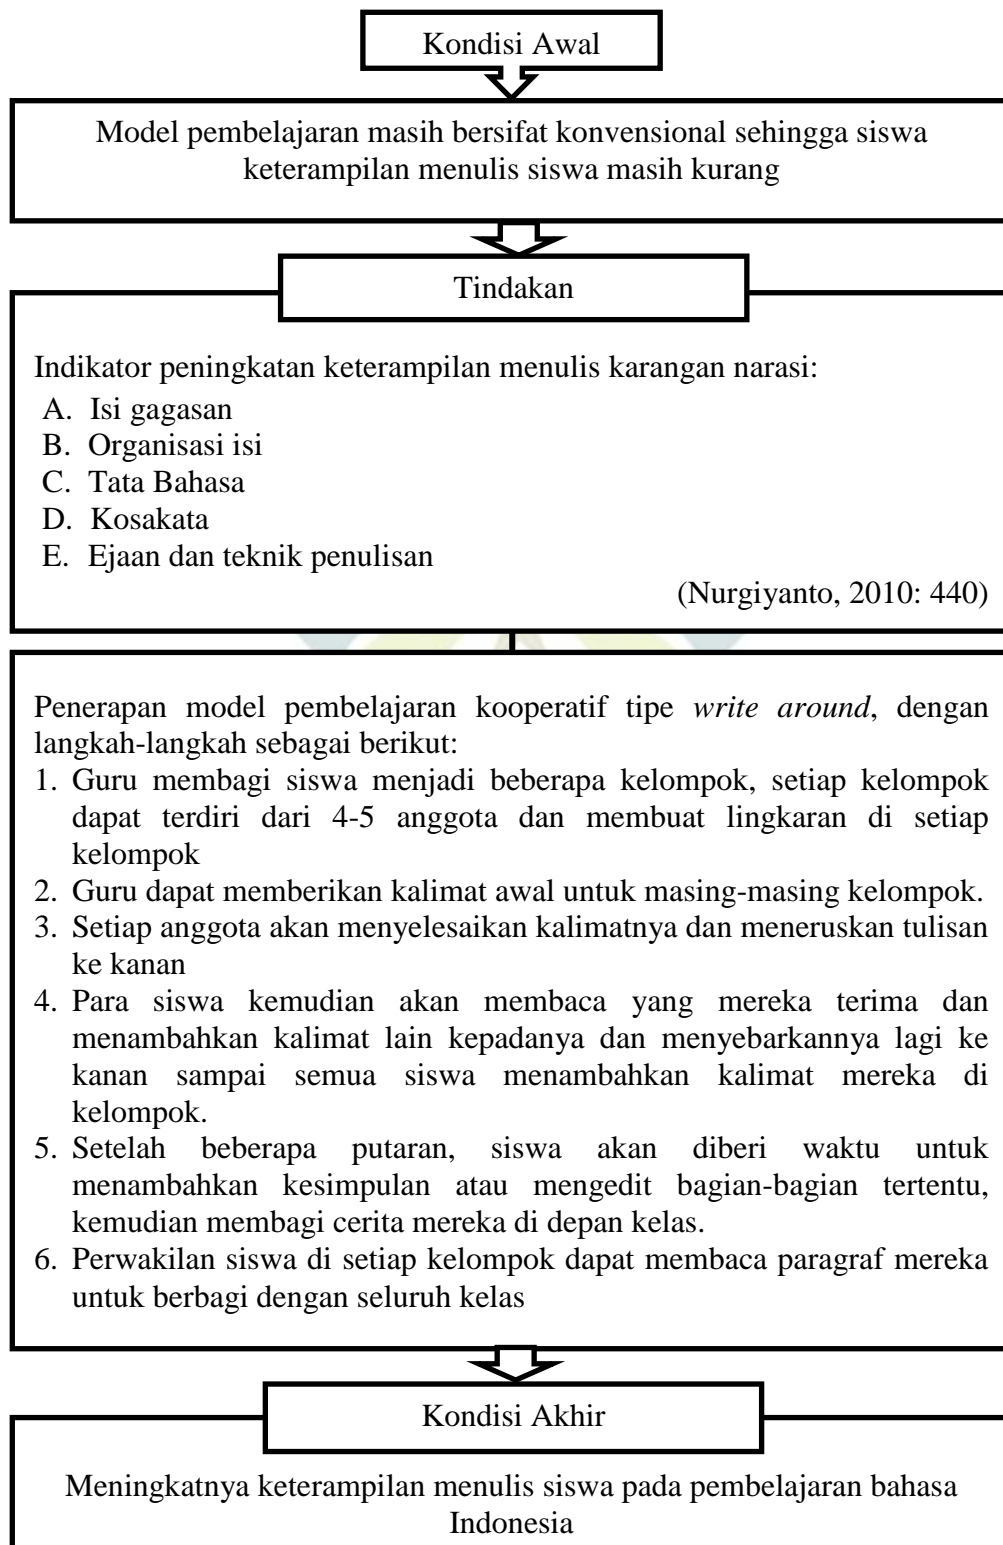 Kondisi Awal
Model pembelajaran masih bersifat konvensional sehingga siswa
keterampilan menulis siswa masih kurang
Tindakan
Indikator peningkatan keterampilan menulis karangan narasi:
A. Isi gagasan
B. Organisasi isi
C. Tata Bahasa
D. Kosakata
E. Ejaan dan teknik penulisan
(Nurgiyanto, 2010: 440)
Penerapan model pembelajaran kooperatif tipe write around, dengan
langkah-langkah sebagai berikut:
1. Guru membagi siswa menjadi beberapa kelompok, setiap kelompok
dapat terdiri dari 4-5 anggota dan membuat lingkaran di setiap
kelompok
2. Guru dapat memberikan kalimat awal untuk masing-masing kelompok.
3. Setiap anggota akan menyelesaikan kalimatnya dan meneruskan tulisan
ke kanan
4. Para siswa kemudian akan membaca yang mereka terima dan
menambahkan kalimat lain kepadanya dan menyebarkannya lagi ke
kanan sampai semua siswa menambahkan kalimat mereka di
kelompok.
5. Setelah beberapa putaran, siswa akan diberi waktu untuk
menambahkan kesimpulan atau mengedit bagian-bagian tertentu,
kemudian membagi cerita mereka di depan kelas.
6. Perwakilan siswa di setiap kelompok dapat membaca paragraf mereka
untuk berbagi dengan seluruh kelas
Kondisi Akhir
Meningkatnya keterampilan menulis siswa pada pembelajaran bahasa
Indonesia